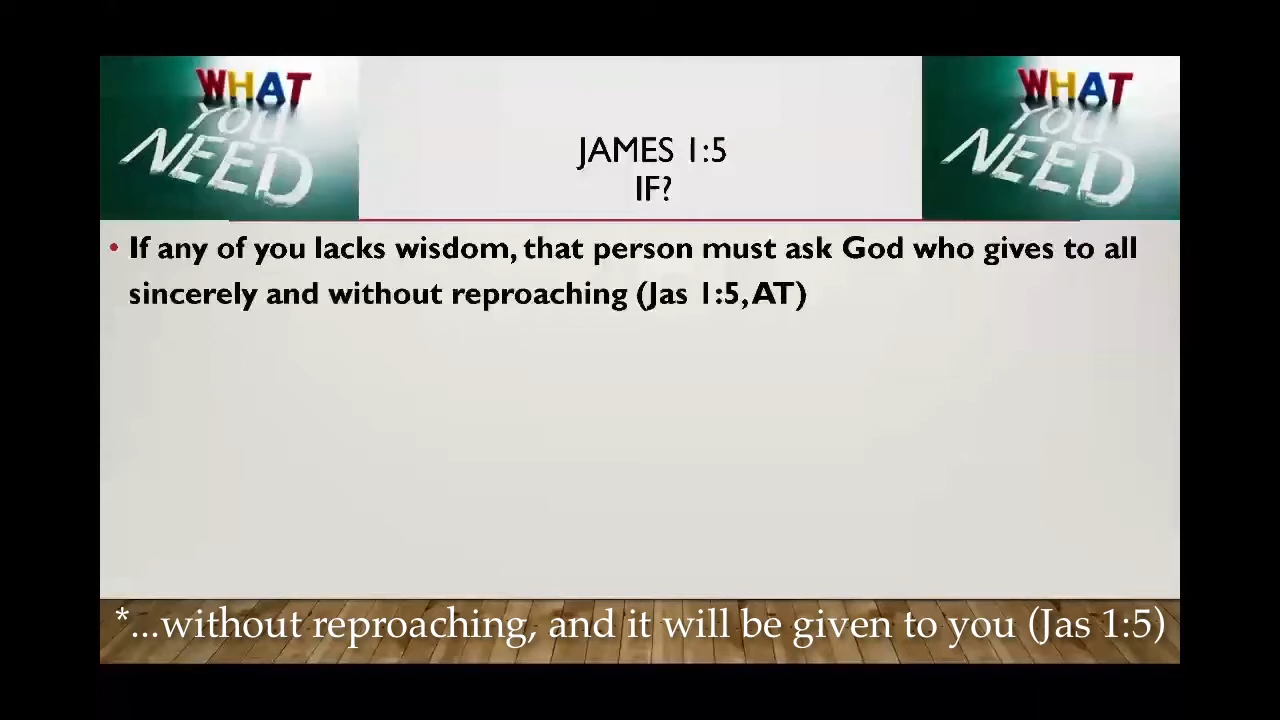 WHAT
YOU
NEED
WHAT
YOU
NEED
JAMES 1:5
IF?
• If any of you lacks wisdom, that person must ask God who gives to all
sincerely and without reproaching (Jas 1:5, AT)
*...without reproaching, and it will be given to you (Jas 1:5)